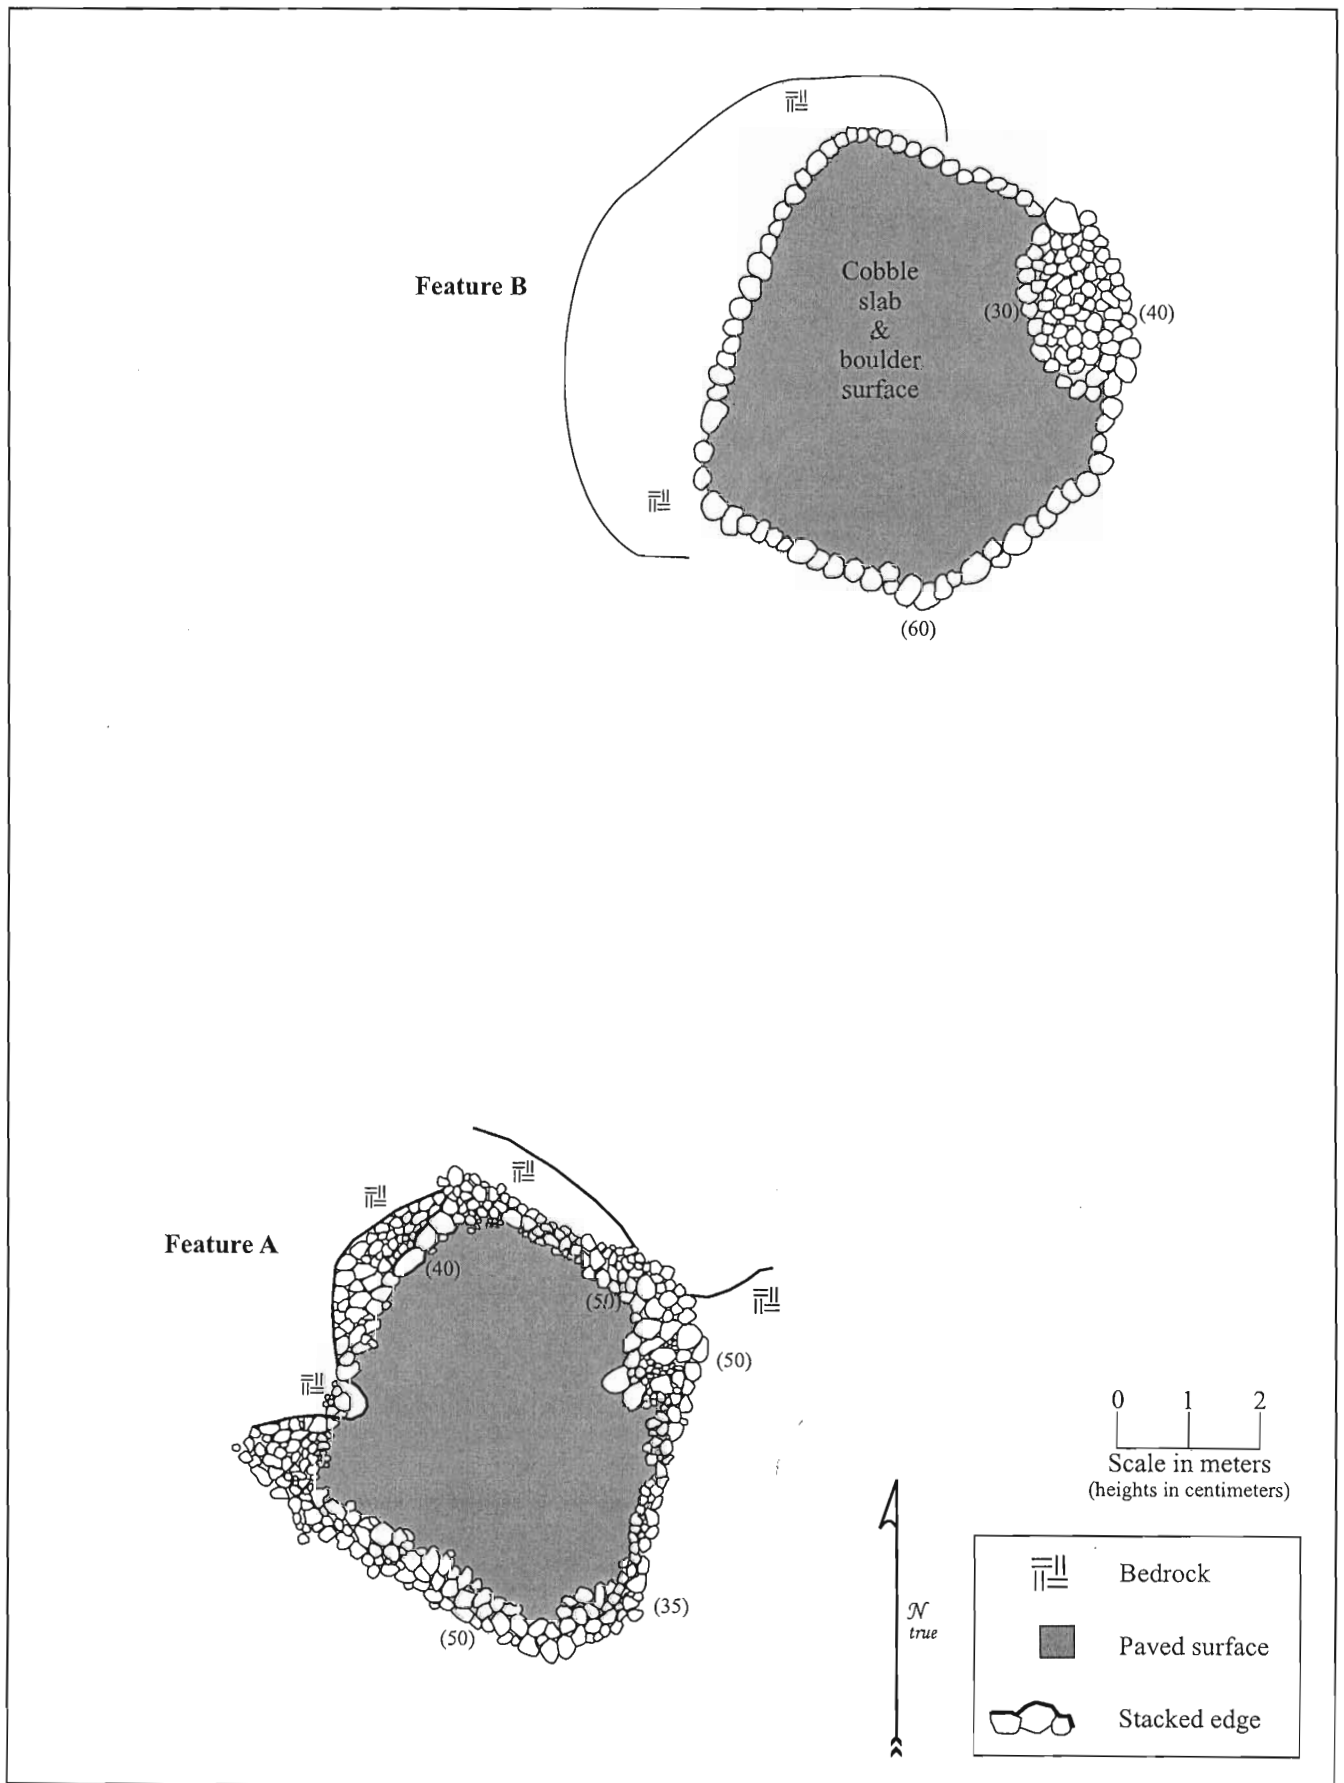 Feature B
Cobble
slab
&
boulder
surface
(30)
(40)
(60)
Feature A
(40)
(50)
(50)
(50)
(35)
0 1 2
Scale in meters
(heights in centimeters)
N
true
Bedrock
Paved surface
Stacked edge